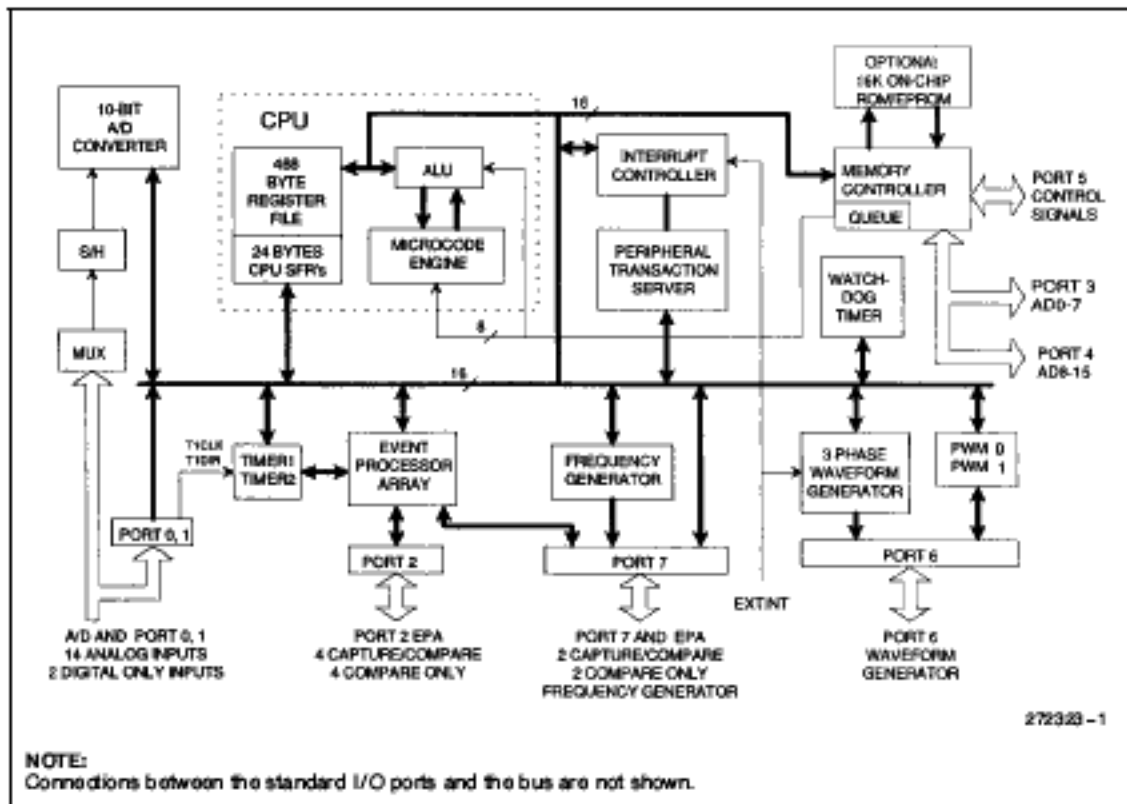 10-BIT
A/D
CONVERTER
S/H
MUX
CPU
488
BYTE
REGISTER
FILE
24 BYTES
CPU SFR's
ALU
MICROCODE
ENGINE
16
8
16
INTERRUPT
CONTROLLER
PERIPHERAL
TRANSACTION
SERVER
OPTIONAL
16K ON-CHIP
ROM/EPROM
MEMORY
CONTROLLER
QUEUE
WATCH-
DOG
TIMER
PORT 5
CONTROL
SIGNALS
PORT 3
AD0-7
PORT 4
AD8-15
T1CLK
T1DIR
TIMER1
TIMER2
EVENT
PROCESSOR
ARRAY
FREQUENCY
GENERATOR
3 PHASE
WAVEFORM
GENERATOR
PWM 0
PWM 1
PORT 0, 1
PORT 2
PORT 7
PORT 6
EXTINT
A/D AND PORT 0, 1
14 ANALOG INPUTS
2 DIGITAL ONLY INPUTS
PORT 2 EPA
4 CAPTURE/COMPARE
4 COMPARE ONLY
PORT 7 AND EPA
2 CAPTURE/COMPARE
2 COMPARE ONLY
FREQUENCY GENERATOR
PORT 6
WAVEFORM
GENERATOR
272323-1
NOTE:
Connections between the standard I/O ports and the bus are not shown.